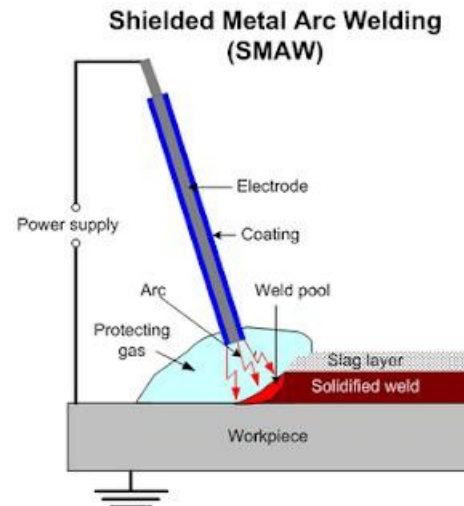 Shielded Metal Arc Welding
(SMAW)
Electrode
Power supply
Coating
Arc
Weld pool
Protecting
gas
Slag layer
Solidified weld
Workpiece